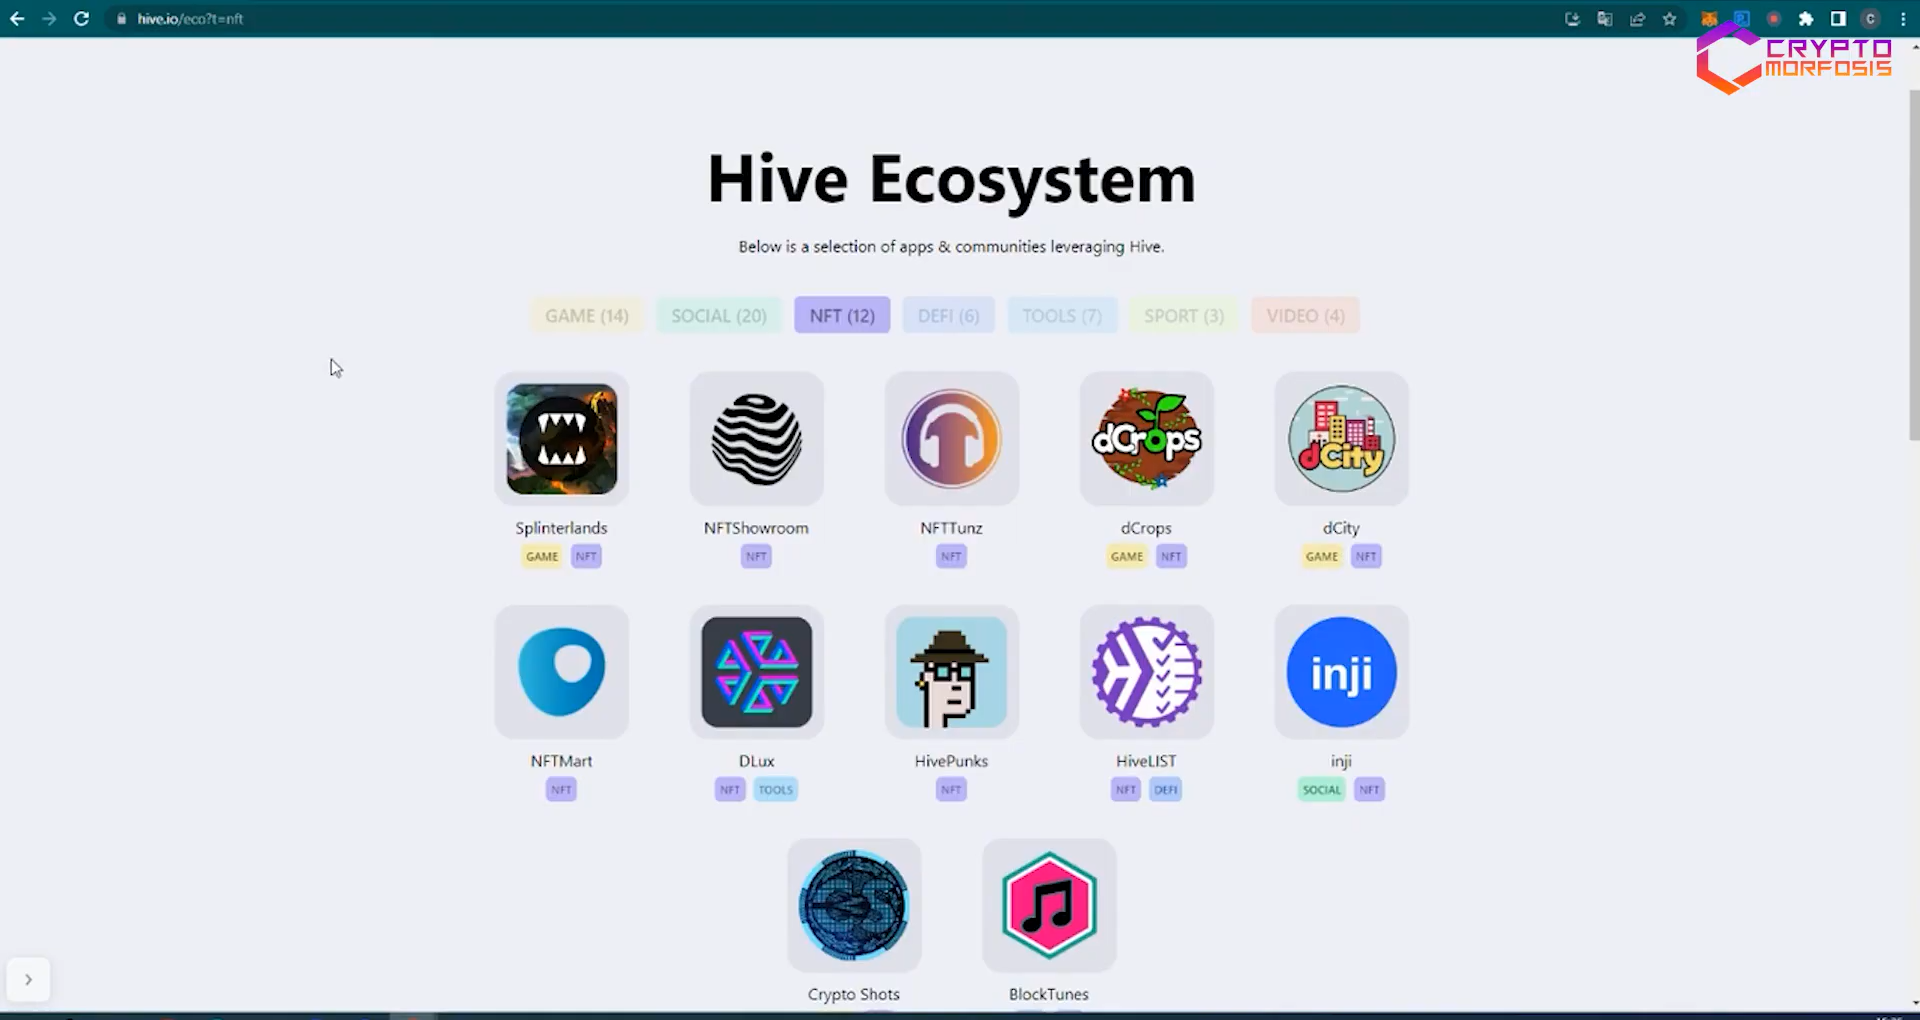 hive.io/eco?t=nft
C
CRYPTO
MORFOSIS
Hive Ecosystem
Below is a selection of apps & communities leveraging Hive.
GAME (14) SOCIAL (20) NFT (12) DEFI (6) TOOLS (7) SPORT (3) VIDEO (4)
dCrops
dCity
Splinterlands NFTShowroom NFTTunz dCrops dCity
GAME NFT NFT NFT GAME NFT GAME NFT
inji
NFTMart DLux HivePunks HiveLIST inji
NFT NFT TOOLS NFT NFT DEFI SOCIAL NFT
Crypto Shots BlockTunes